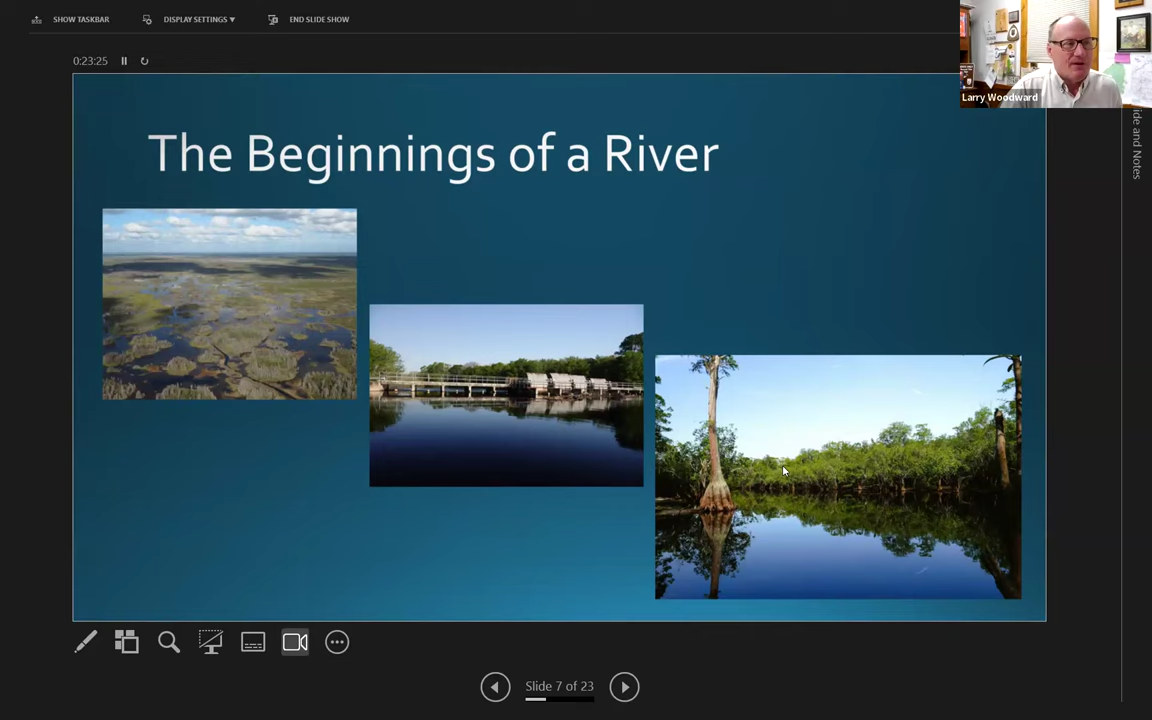 SHOW TASKBAR
DISPLAY SETTINGS ▼
END SLIDE SHOW
0:23:25
Larry Woodward
The Beginnings of a River
Slide 7 of 23